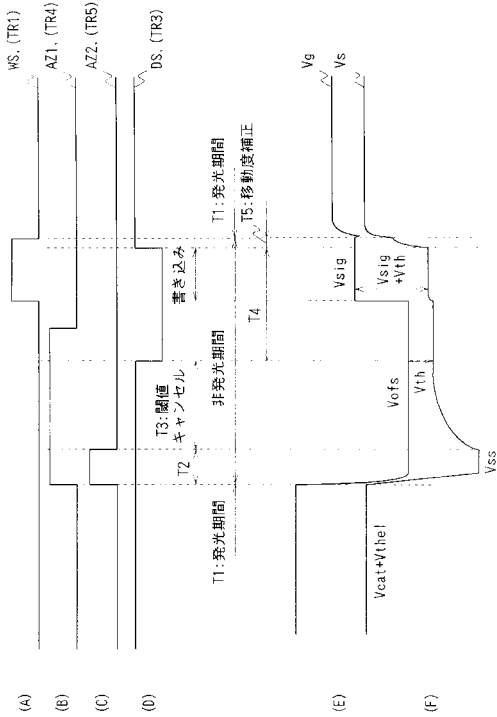 (A)
WS.(TR1)
(B)
AZ1.(TR4)
(C)
AZ2.(TR5)
(D)
DS.(TR3)
T2
T3:閾値
キャンセル
書き込み
T1:発光期間
非発光期間
T1:発光期間
T4
T5:移動度補正
(E)
Vg
Vs
Vcat+Vthel
Vofs
Vsig
Vth
Vsig
+Vth
(F)
Vss